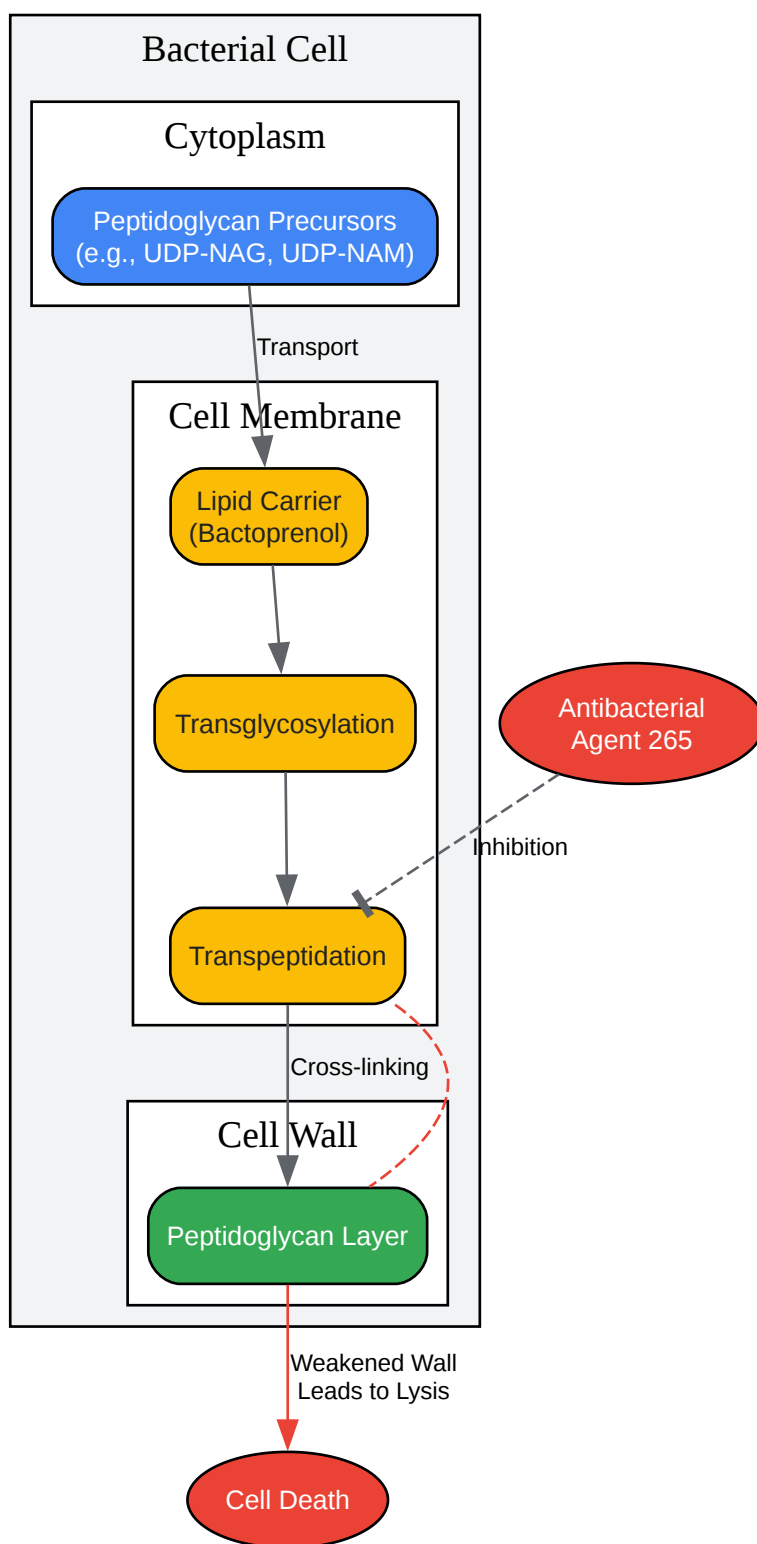 Bacterial Cell
Cytoplasm
Peptidoglycan Precursors
(e.g., UDP-NAG, UDP-NAM)
Transport
Cell Membrane
Lipid Carrier
(Bactoprenol)
Transglycosylation
Antibacterial
Agent 265
Inhibition
Transpeptidation
Cross-linking
Cell Wall
Peptidoglycan Layer
Weakened Wall
Leads to Lysis
Cell Death